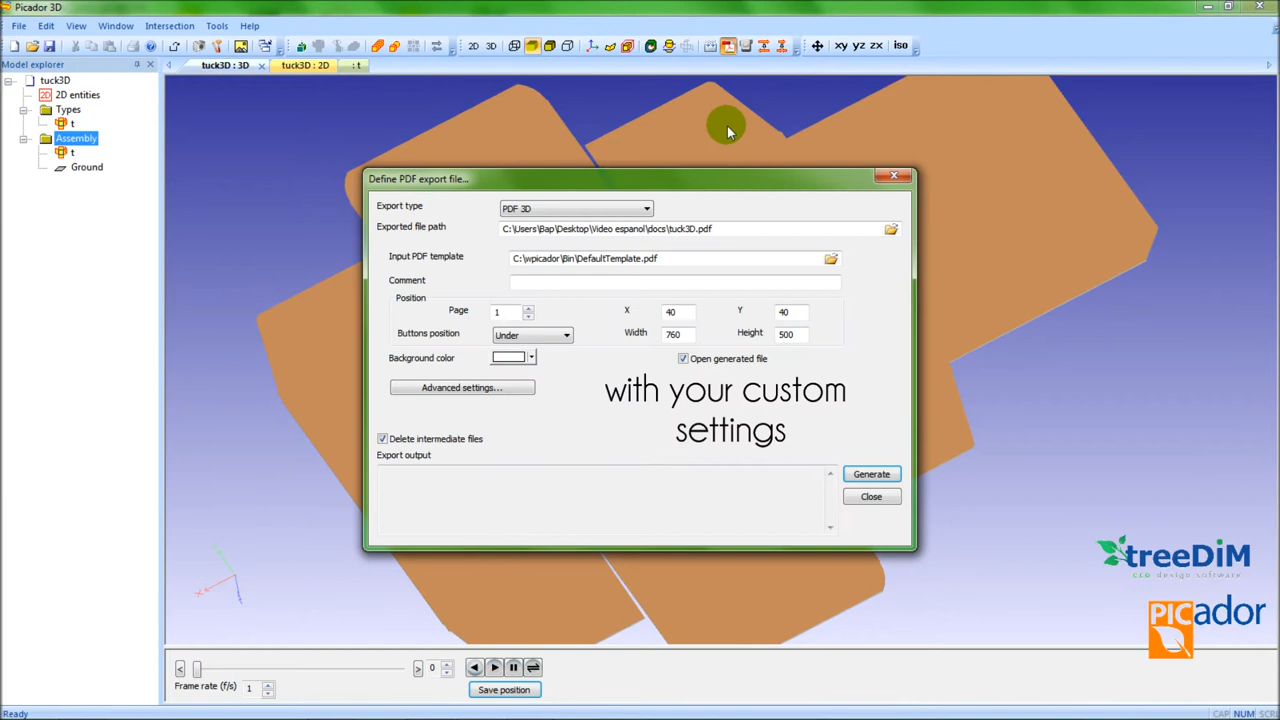 Picador 3D
File Edit View Window Intersection Tools Help
2D 3D xy yz zx iso
Model explorer
tuck3D : 3D tuck3D : 2D : t
tuck3D
2D entities
Types
t
Assembly
t
Ground
Define PDF export file...
Export type PDF 3D
Exported file path C:\Users\Bap\Desktop\Video espanol\docs\tuck3D.pdf
Input PDF template C:\wpicador\Bin\DefaultTemplate.pdf
Comment
Position
Page 1 X 40 Y 40
Buttons position Under Width 760 Height 500
Background color Open generated file
Advanced settings...
with your custom
settings
Delete intermediate files
Export output
Generate
Close
treeDiM
CAD design software
PICador
< > 0
Frame rate (f/s) 1
Save position
Ready CAP NUM SCRL